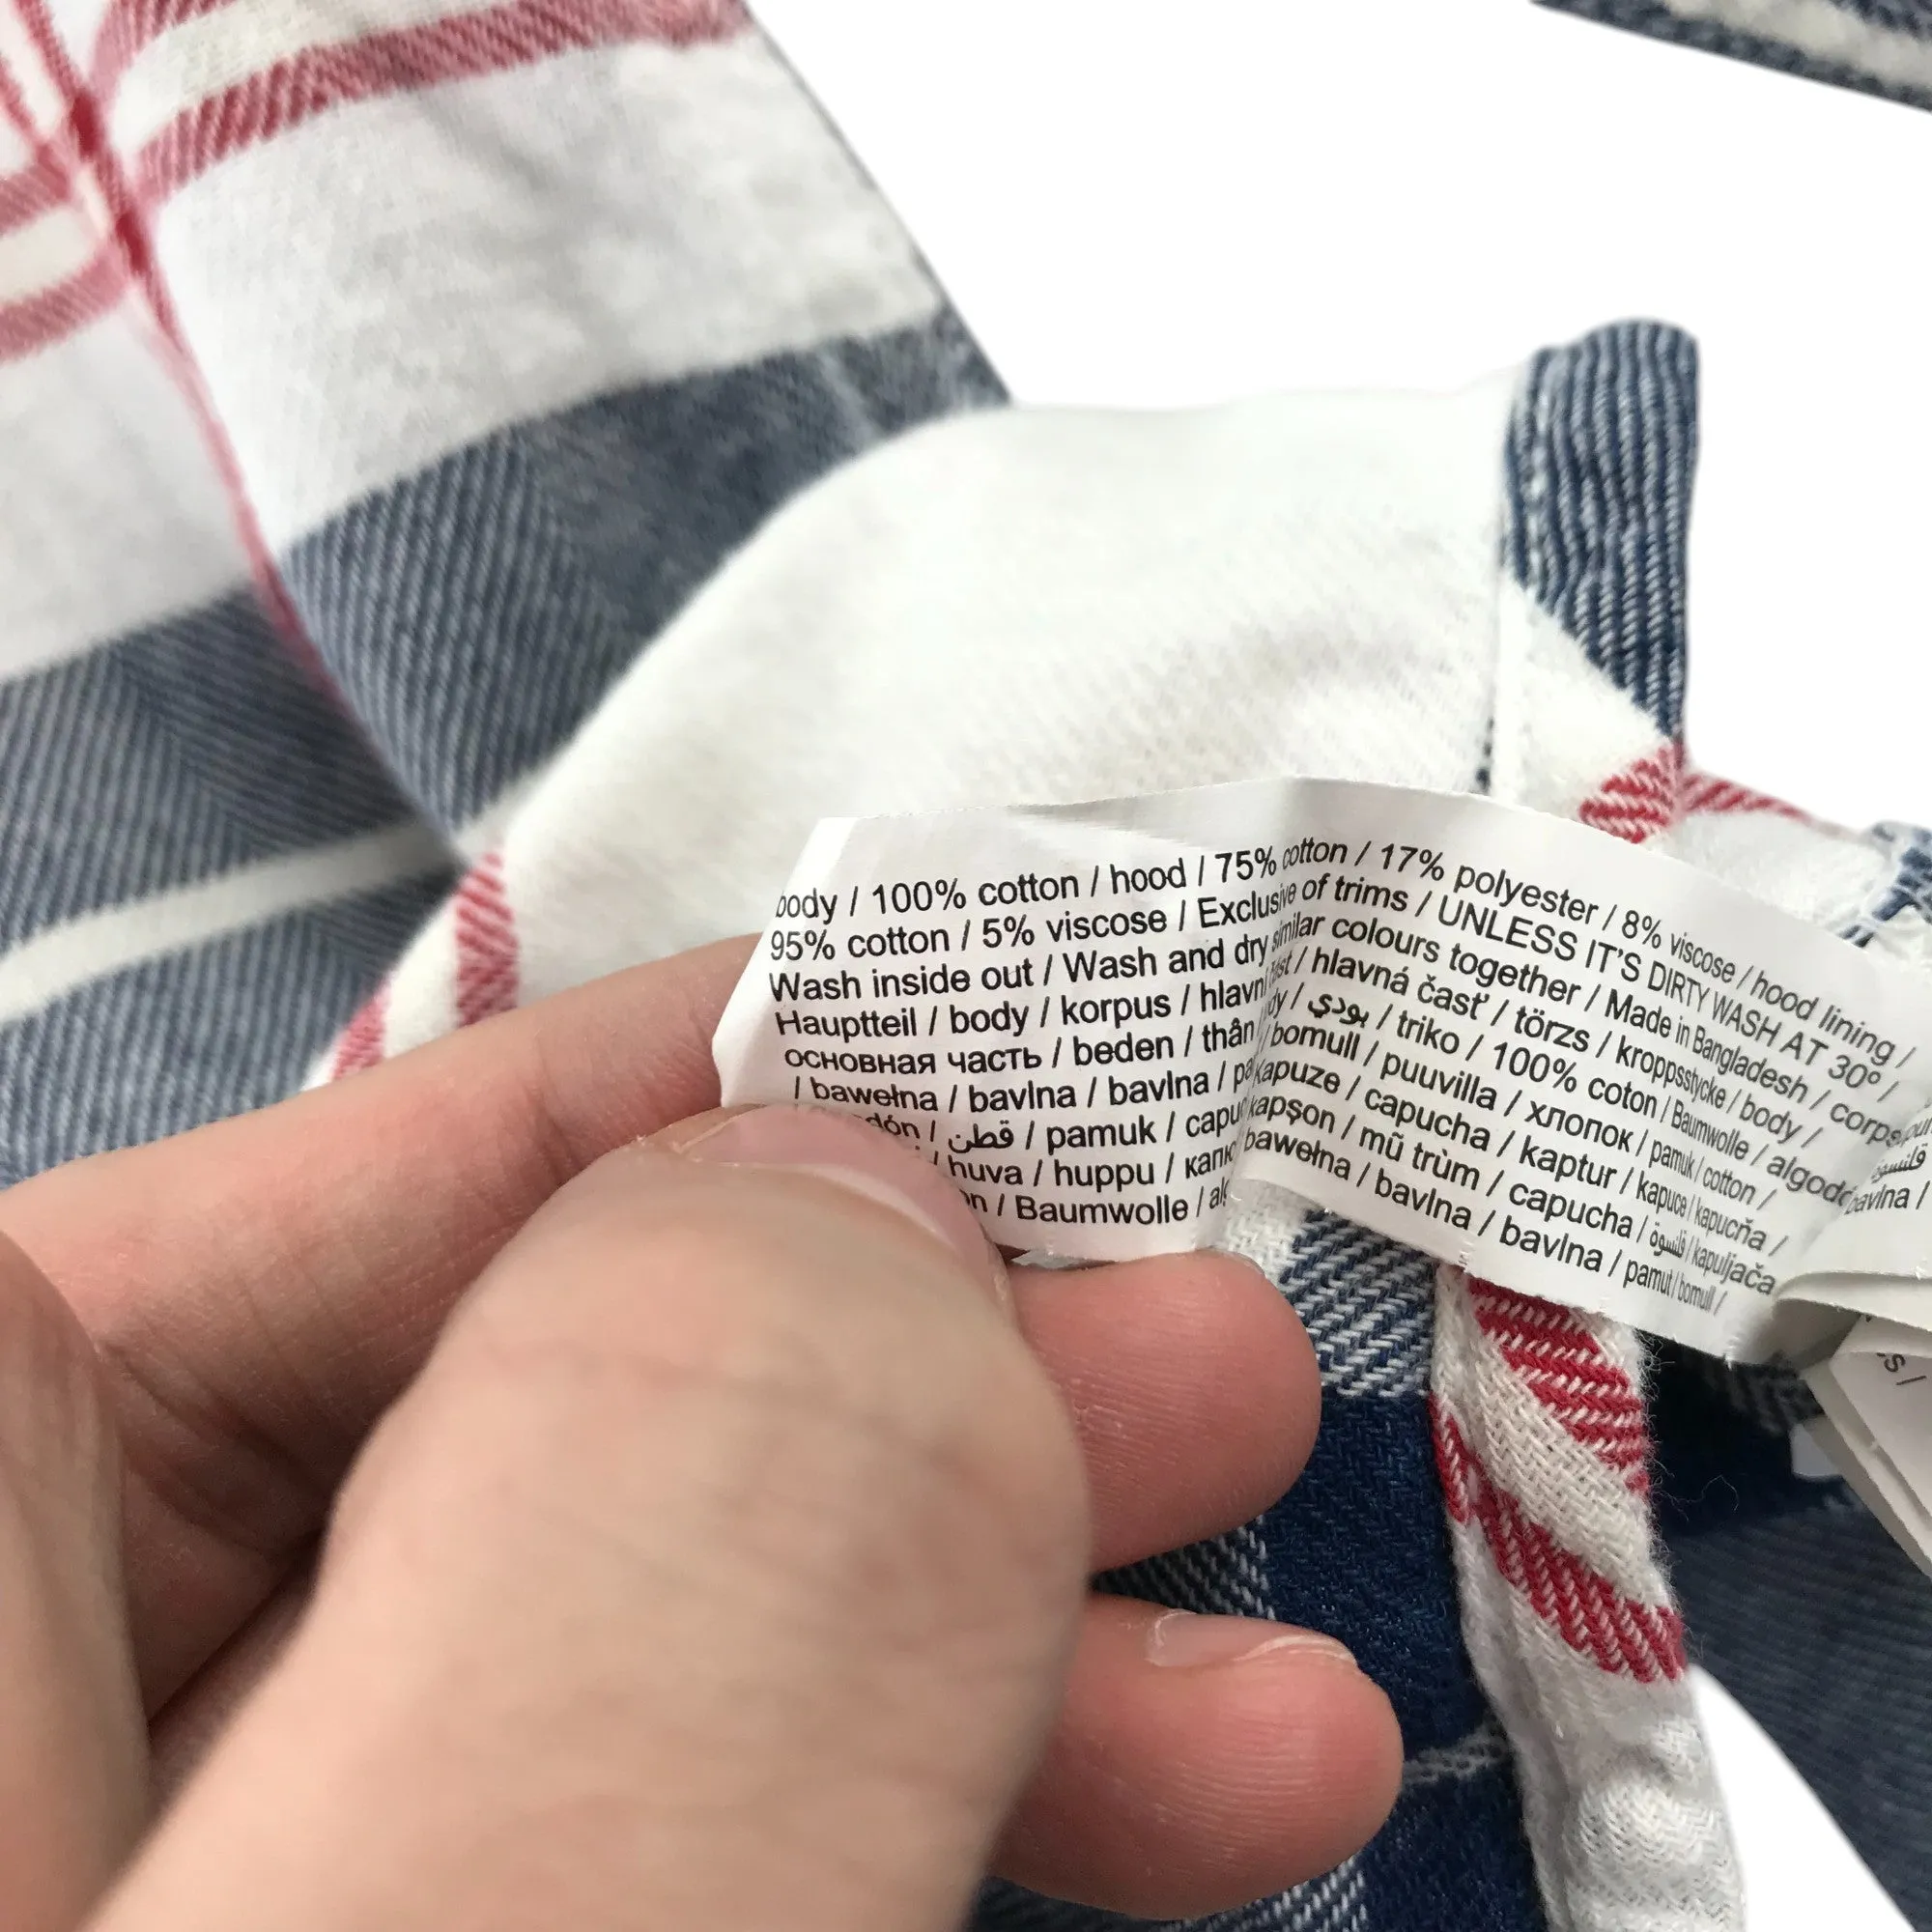 body / 100% cotton / hood / 75% cotton / 17% polyester / 8% viscose / hood lining /
95% cotton / 5% viscose / Exclusive of trims / UNLESS IT'S DIRTY WASH AT 30º /
Wash inside out / Wash and dry similar colours together / Made in Bangladesh / corps
Hauptteil / body / korpus / hlavní / hlavná časť / törzs / kroppsstycke / body /
основная часть / beden / thân / بودي / triko / 100% coton / Baumwolle / algodó
/ bawełna / bavlna / bavlna / bomull / puuvilla / хлопок / pamuk / cotton /
قطن / pamuk / kapuze / capucha / kaptur / kapuce / kapucňa /
/ huva / huppu / kapşon / mũ trùm / capucha / قلنسوة / kapuljača
/ Baumwolle / bawełna / bavlna / bavlna / pamut / bomull /
bavlna /